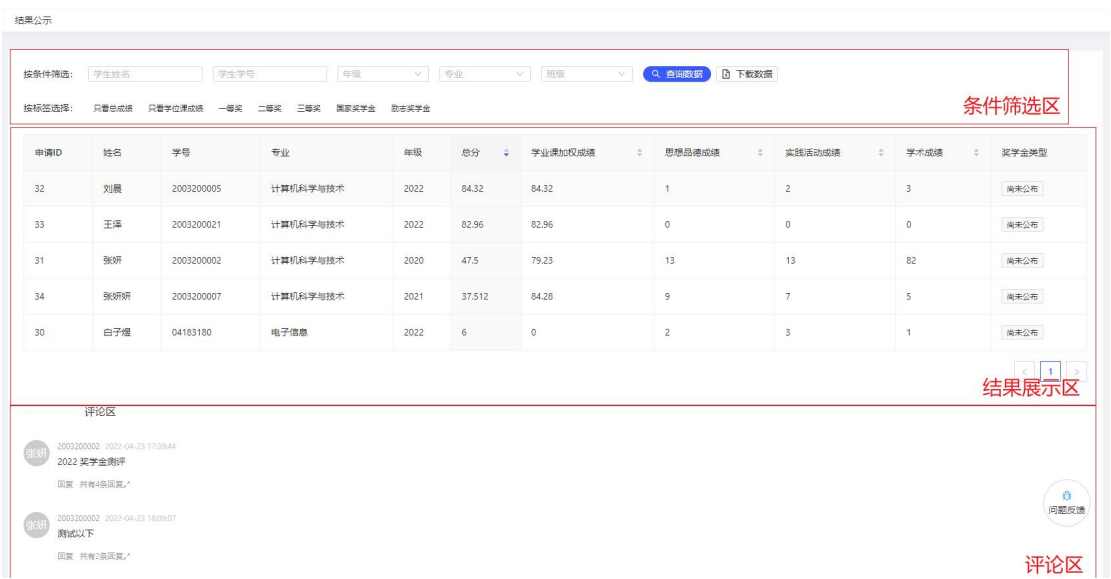 结果公示
按条件筛选： 学生姓名 学生学号 年级 专业 班级 查询数据 下载数据
按标签选择： 只看总成绩 只看学位课成绩 一等奖 二等奖 三等奖 国家奖学金 励志奖学金
条件筛选区
申请ID 姓名 学号 专业 年级 总分 学业课加权成绩 思想品德成绩 实践活动成绩 学术成绩 奖学金类型
32 刘晨 2003200005 计算机科学与技术 2022 84.32 84.32 1 2 3 尚未公布
33 王泽 2003200021 计算机科学与技术 2022 82.96 82.96 0 0 0 尚未公布
31 张妍 2003200002 计算机科学与技术 2020 47.5 79.23 13 13 82 尚未公布
34 张妍妍 2003200007 计算机科学与技术 2021 37.512 84.28 9 7 5 尚未公布
30 白子煜 04183180 电子信息 2022 6 0 2 3 1 尚未公布
< 1 >
结果展示区
评论区
张妍 2003200002 2022-04-23 17:39:44
2022 奖学金测评
回复 共有4条回复
问题反馈
张妍 2003200002 2022-04-23 18:09:07
测试以下
回复 共有2条回复
评论区